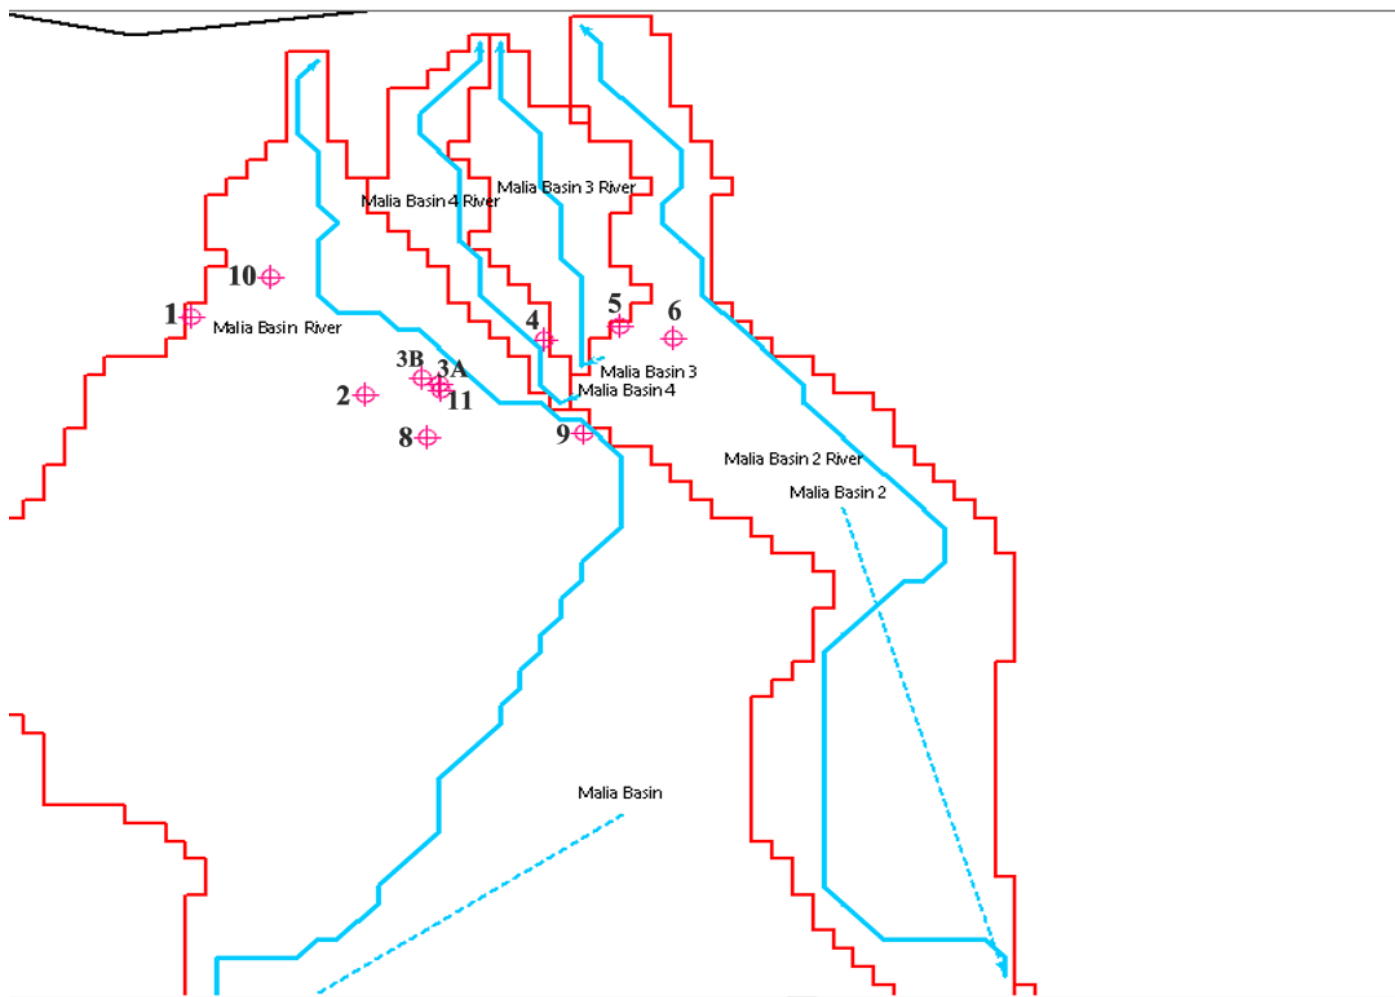 Malia Basin 3 River
Malia Basin 4 River
10
1
Malia Basin River
4
5
6
3B
3A
Malia Basin 3
2
11
Malia Basin 4
8
9
Malia Basin 2 River
Malia Basin 2
Malia Basin